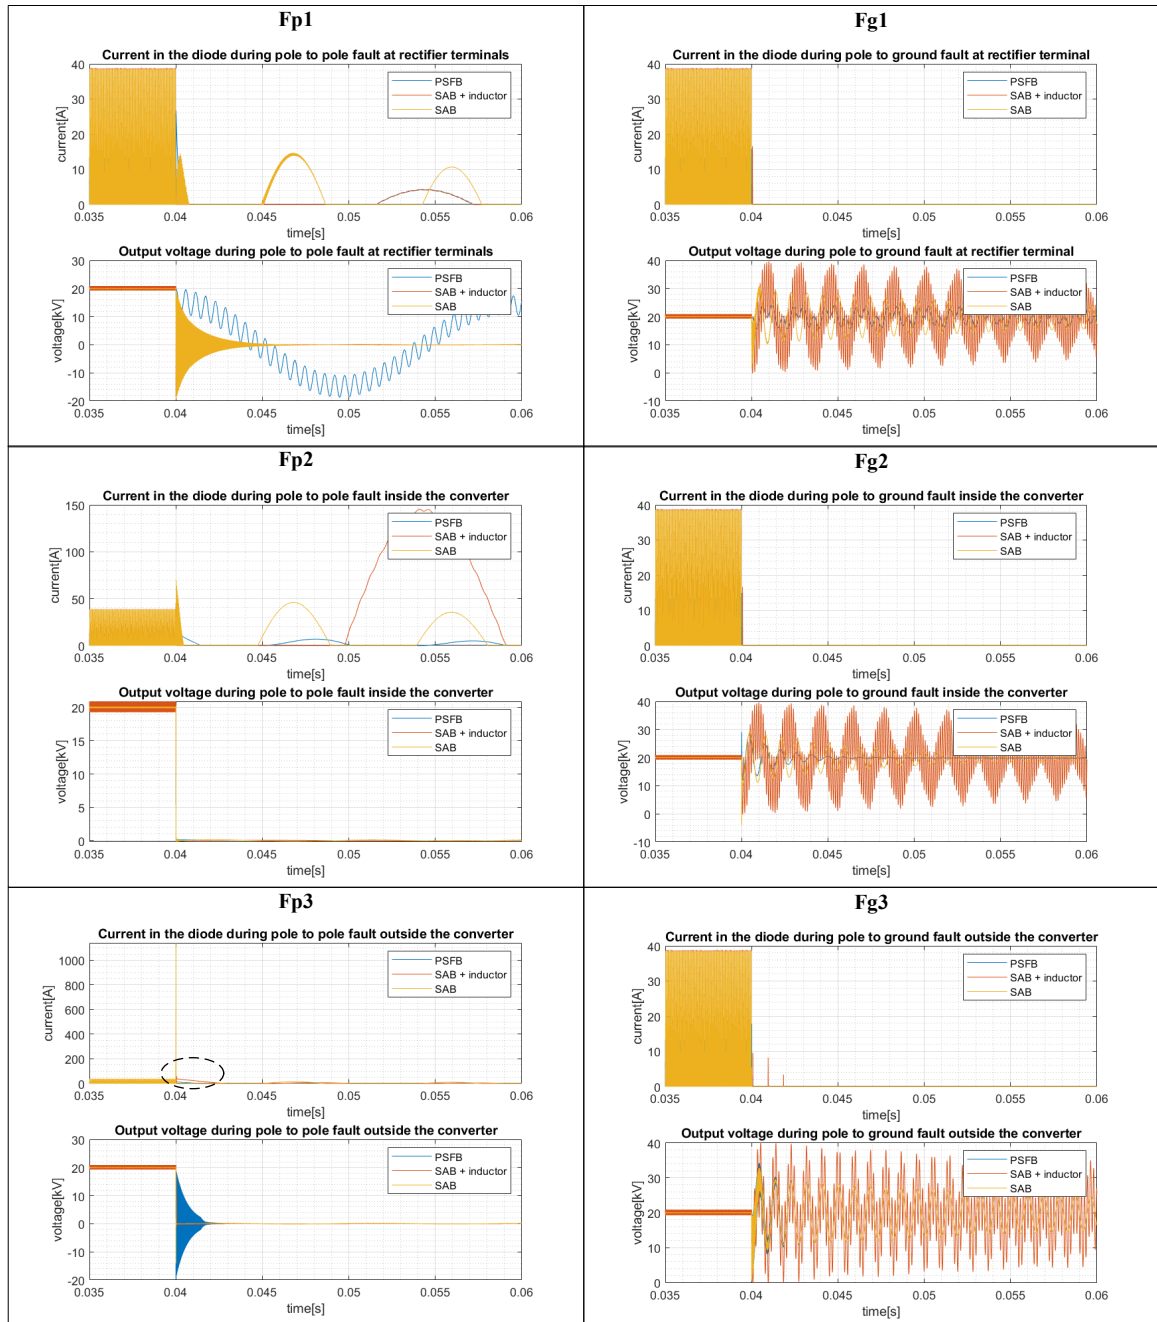 Fp1
Current in the diode during pole to pole fault at rectifier terminals
40
30
20
10
0
current[A]
PSFB
SAB + inductor
SAB
0.035 0.04 0.045 0.05 0.055 0.06
time[s]
Output voltage during pole to pole fault at rectifier terminals
30
20
10
0
-10
-20
voltage[kV]
PSFB
SAB + inductor
SAB
0.035 0.04 0.045 0.05 0.055 0.06
time[s]
Fg1
Current in the diode during pole to ground fault at rectifier terminal
40
30
20
10
0
current[A]
PSFB
SAB + inductor
SAB
0.035 0.04 0.045 0.05 0.055 0.06
time[s]
Output voltage during pole to ground fault at rectifier terminal
40
30
20
10
0
-10
voltage[kV]
PSFB
SAB + inductor
SAB
0.035 0.04 0.045 0.05 0.055 0.06
time[s]
Fp2
Current in the diode during pole to pole fault inside the converter
150
100
50
0
current[A]
PSFB
SAB + inductor
SAB
0.035 0.04 0.045 0.05 0.055 0.06
time[s]
Output voltage during pole to pole fault inside the converter
20
15
10
5
0
voltage[kV]
PSFB
SAB + inductor
SAB
0.035 0.04 0.045 0.05 0.055 0.06
time[s]
Fg2
Current in the diode during pole to ground fault inside the converter
40
30
20
10
0
current[A]
PSFB
SAB + inductor
SAB
0.035 0.04 0.045 0.05 0.055 0.06
time[s]
Output voltage during pole to ground fault inside the converter
40
30
20
10
0
-10
voltage[kV]
PSFB
SAB + inductor
SAB
0.035 0.04 0.045 0.05 0.055 0.06
time[s]
Fp3
Current in the diode during pole to pole fault outside the converter
1000
800
600
400
200
0
current[A]
PSFB
SAB + inductor
SAB
0.035 0.04 0.045 0.05 0.055 0.06
time[s]
Output voltage during pole to pole fault outside the converter
30
20
10
0
-10
-20
voltage[kV]
PSFB
SAB + inductor
SAB
0.035 0.04 0.045 0.05 0.055 0.06
time[s]
Fg3
Current in the diode during pole to ground fault outside the converter
40
30
20
10
0
current[A]
PSFB
SAB + inductor
SAB
0.035 0.04 0.045 0.05 0.055 0.06
time[s]
Output voltage during pole to ground fault outside the converter
40
30
20
10
0
voltage[kV]
PSFB
SAB + inductor
SAB
0.035 0.04 0.045 0.05 0.055 0.06
time[s]